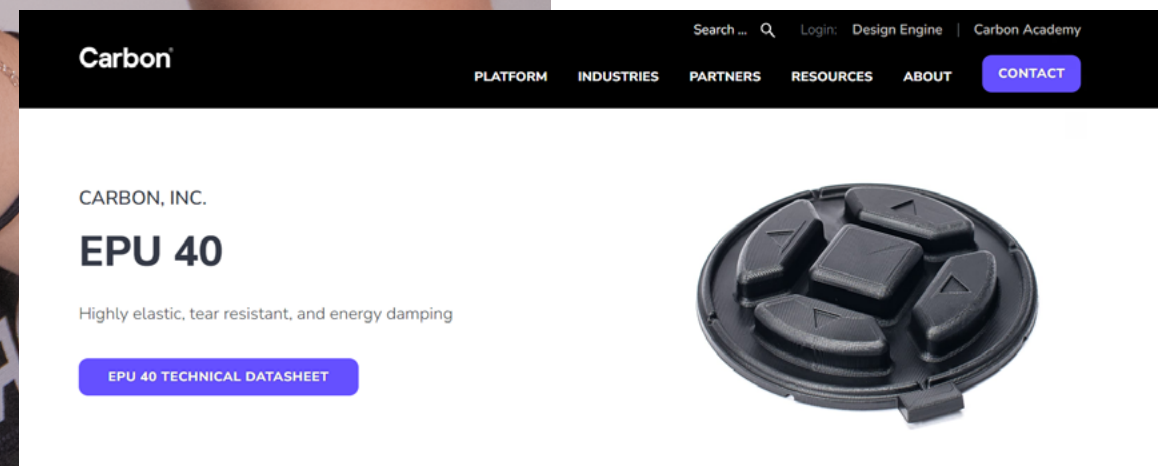 Search ...
Login: Design Engine | Carbon Academy
Carbon®
PLATFORM INDUSTRIES PARTNERS RESOURCES ABOUT CONTACT
CARBON, INC.
EPU 40
Highly elastic, tear resistant, and energy damping
EPU 40 TECHNICAL DATASHEET